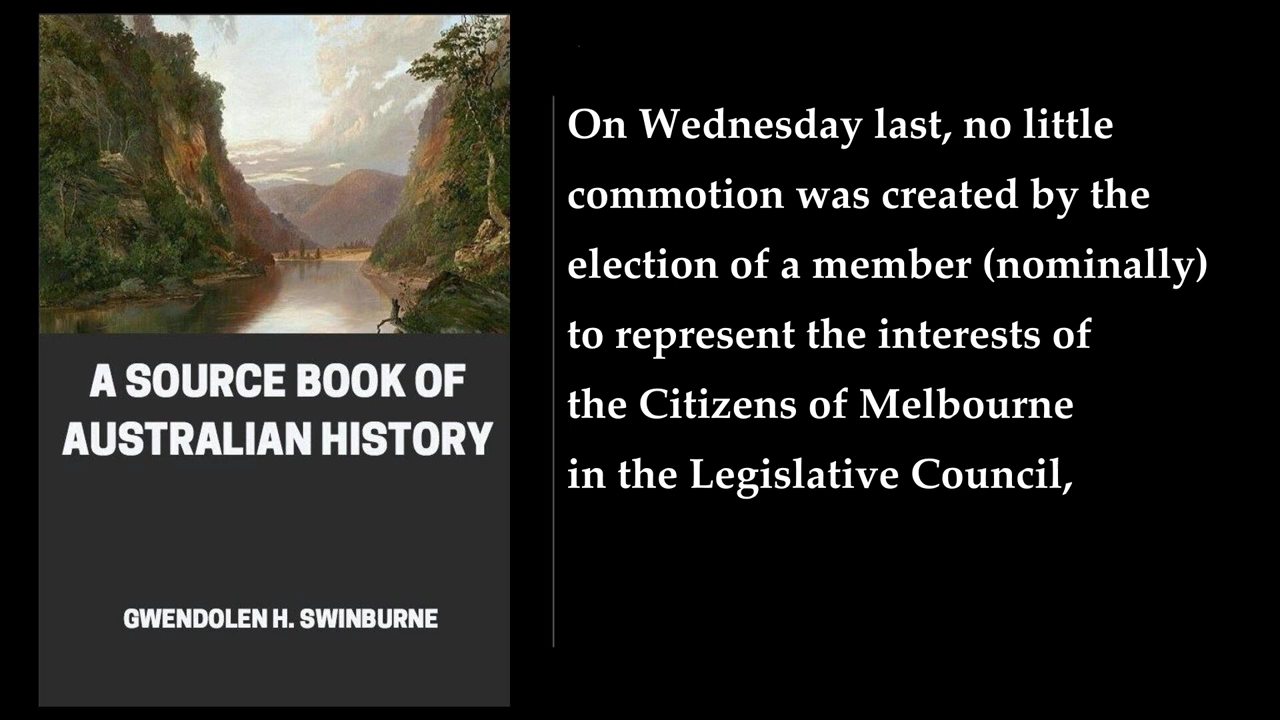 A SOURCE BOOK OF
AUSTRALIAN HISTORY
GWENDOLEN H. SWINBURNE
On Wednesday last, no little
commotion was created by the
election of a member (nominally)
to represent the interests of
the Citizens of Melbourne
in the Legislative Council,